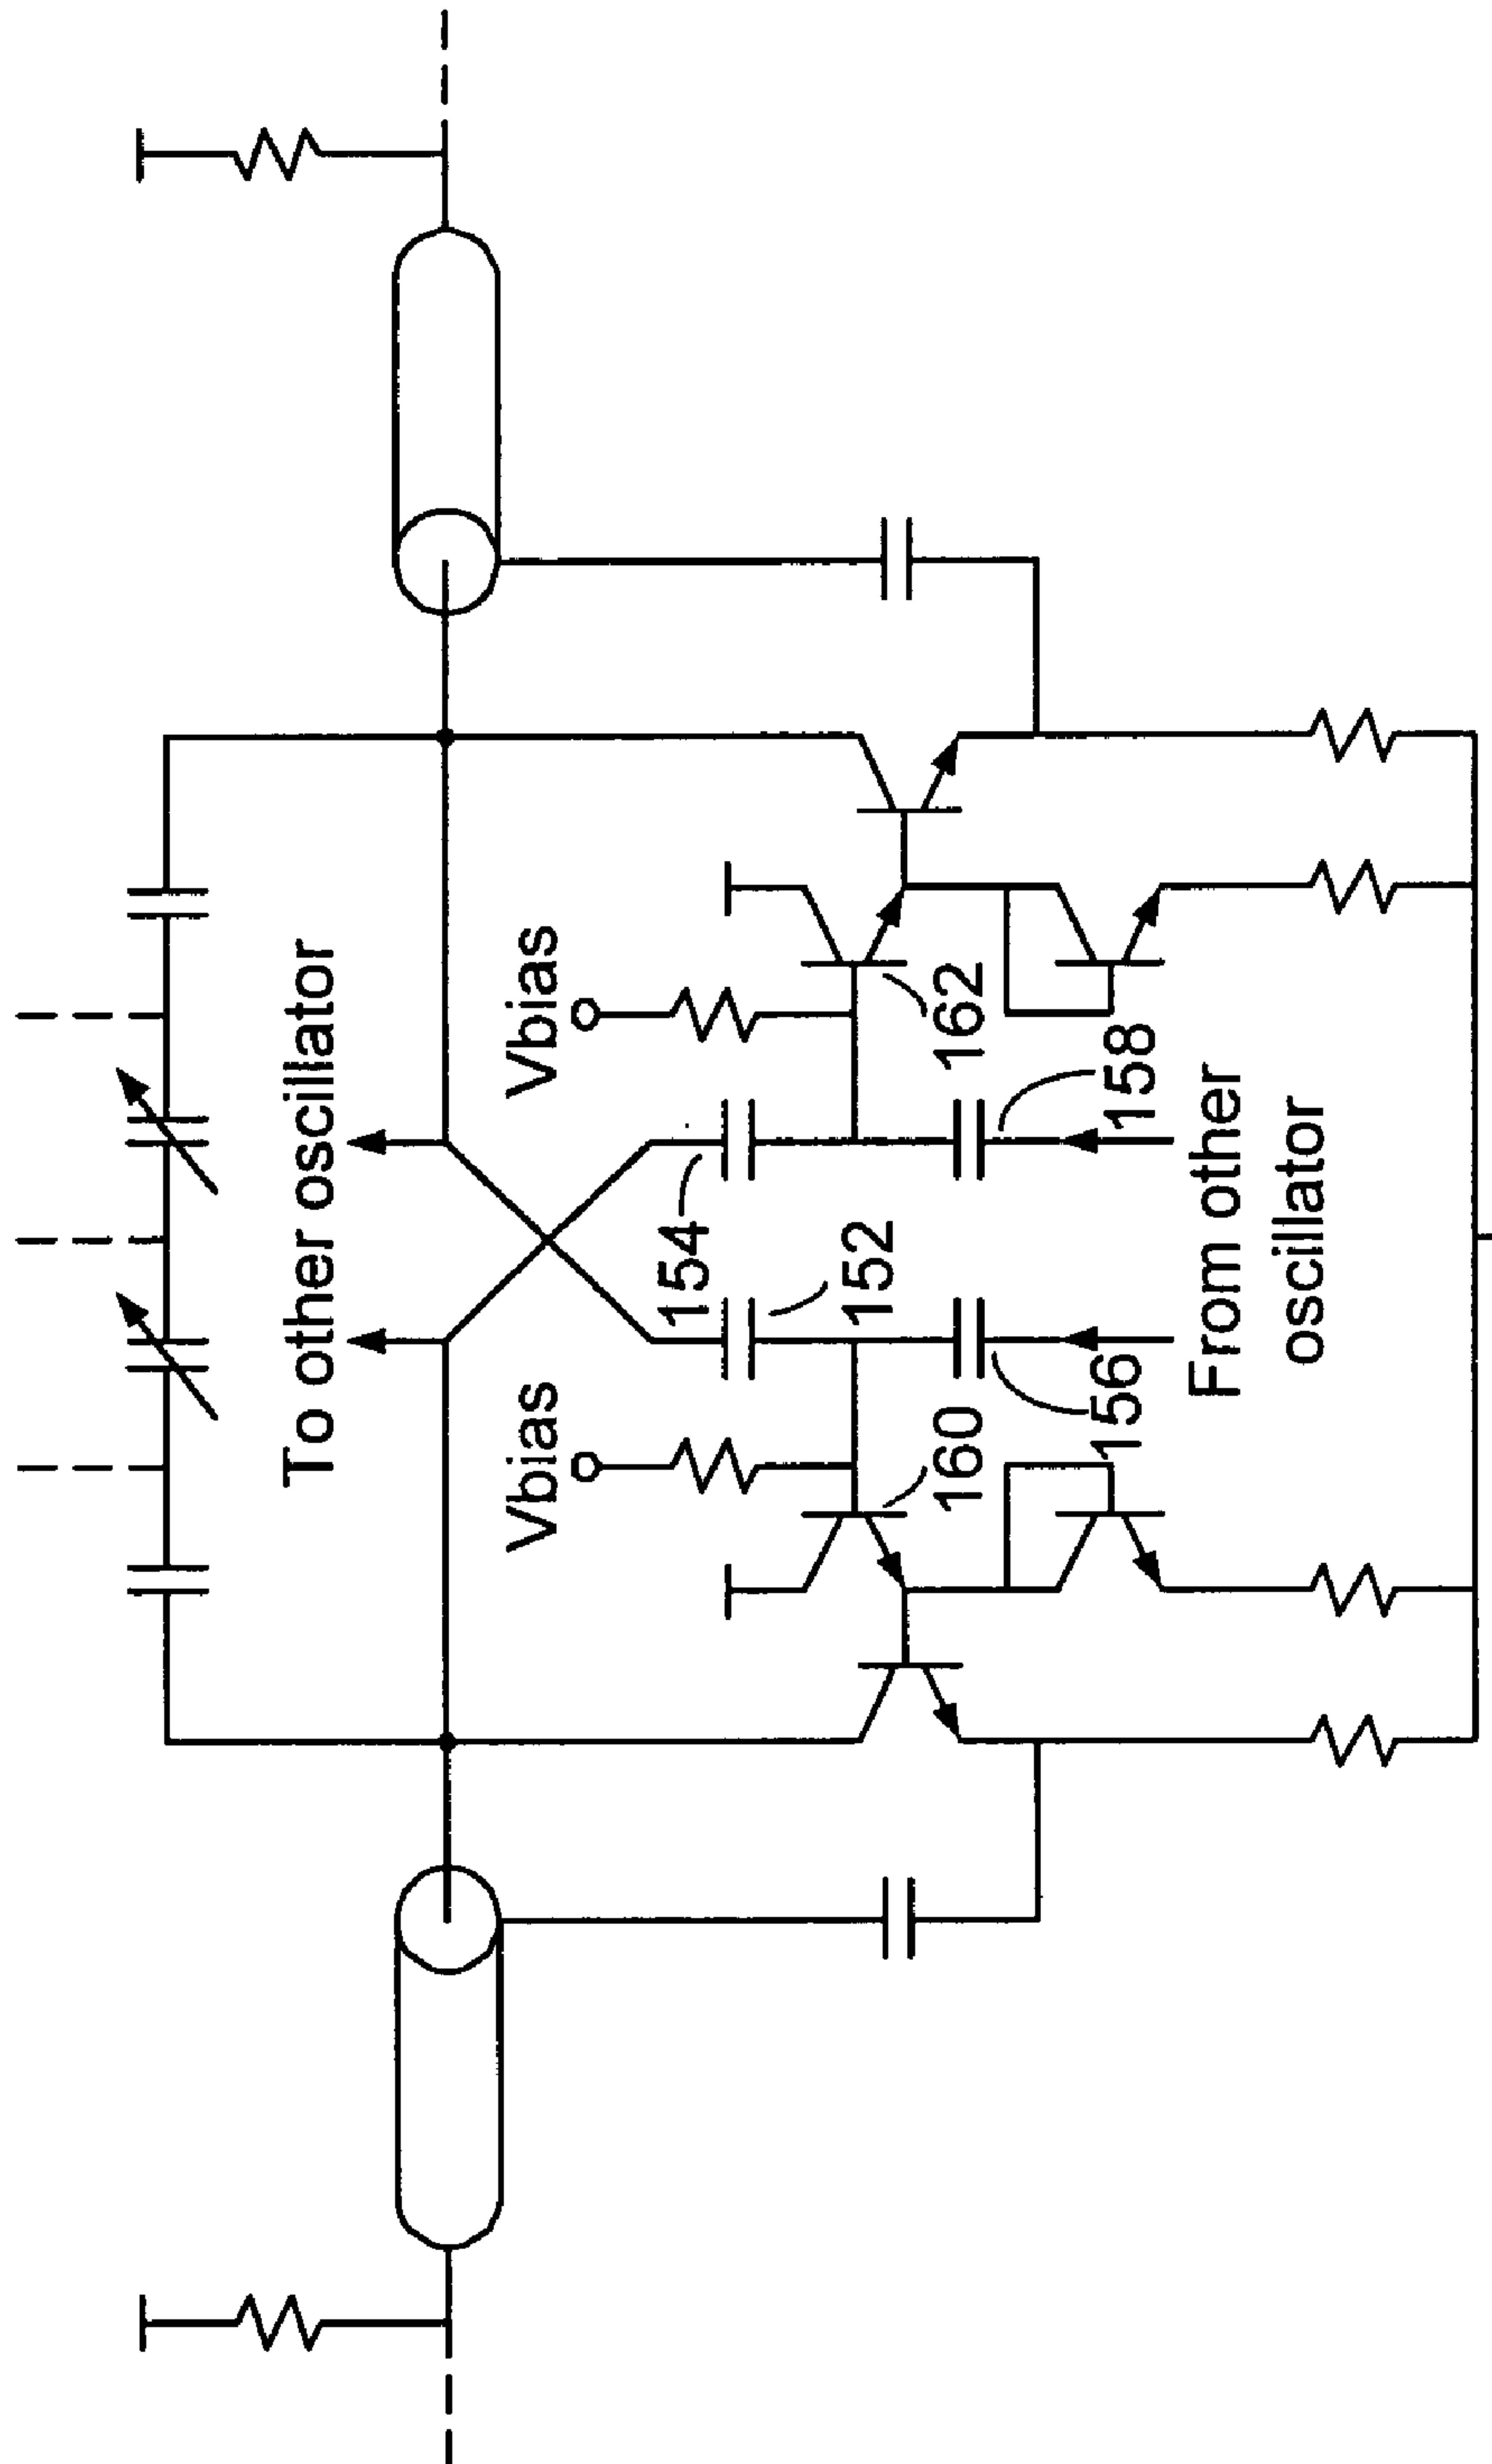 To other oscillator
Vbias
Vbias
154
152
160
162
156
158
From other
oscillator